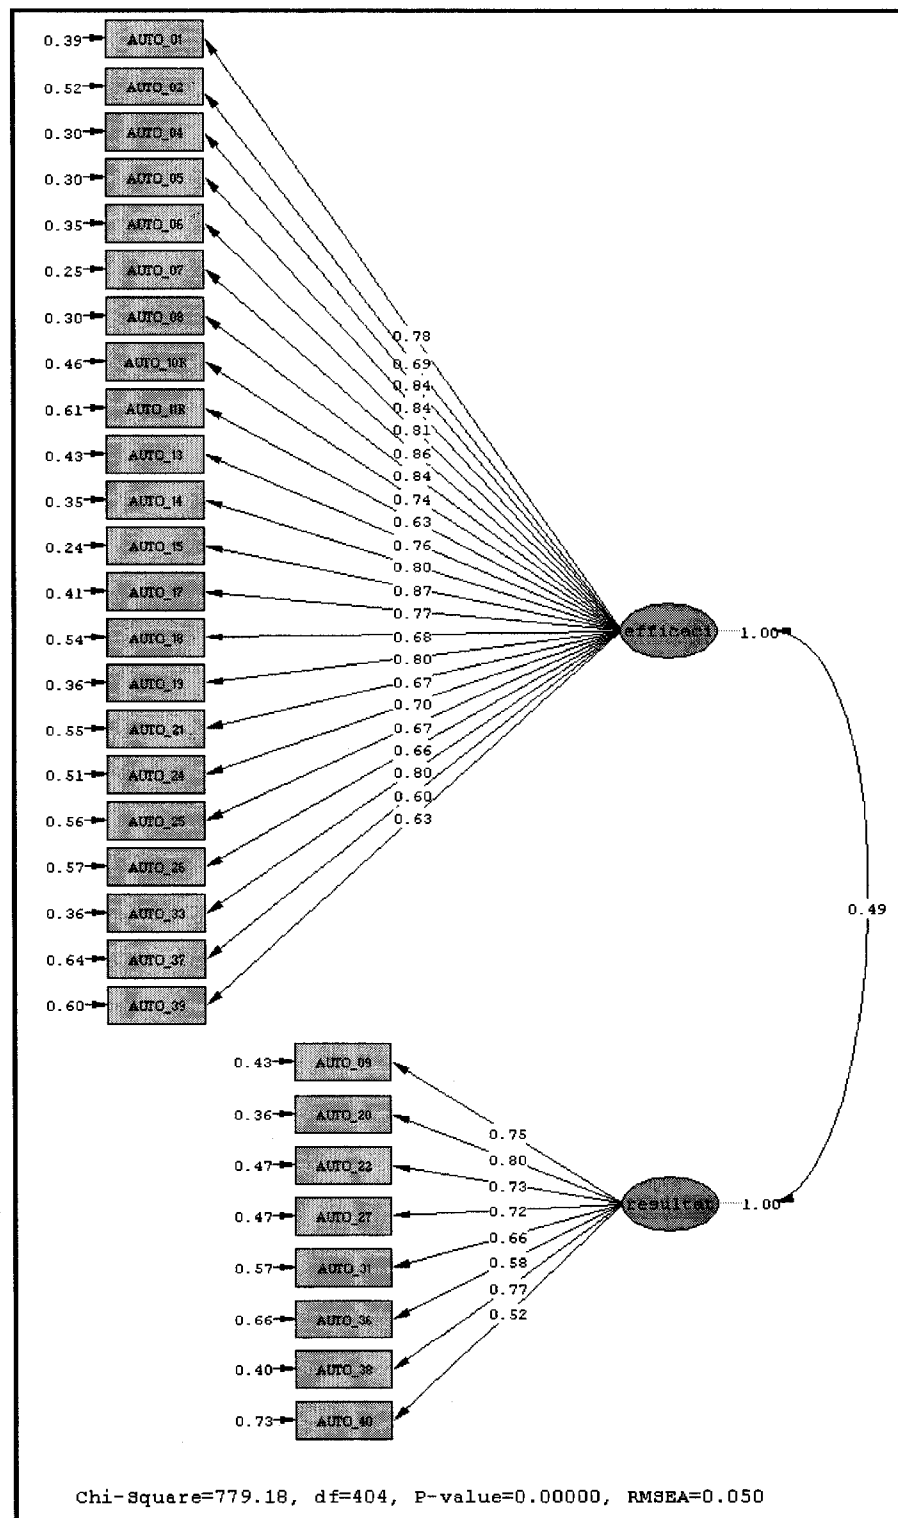 0.39 AUTO_01
0.52 AUTO_02
0.30 AUTO_04
0.30 AUTO_05
0.35 AUTO_06
0.25 AUTO_07
0.30 AUTO_08
0.46 AUTO_10R
0.61 AUTO_11R
0.43 AUTO_13
0.35 AUTO_14
0.24 AUTO_15
0.41 AUTO_17
0.54 AUTO_18
0.36 AUTO_19
0.55 AUTO_21
0.51 AUTO_24
0.56 AUTO_25
0.57 AUTO_26
0.36 AUTO_33
0.64 AUTO_37
0.60 AUTO_39
0.78
0.69
0.84
0.84
0.81
0.86
0.84
0.74
0.63
0.76
0.80
0.87
0.77
0.68
0.80
0.67
0.70
0.67
0.66
0.80
0.60
0.63
efficaci 1.00
0.49
0.43 AUTO_09
0.36 AUTO_20
0.47 AUTO_22
0.47 AUTO_27
0.57 AUTO_31
0.66 AUTO_36
0.40 AUTO_38
0.73 AUTO_40
0.75
0.80
0.73
0.72
0.66
0.58
0.77
0.52
resultat 1.00
Chi-Square=779.18, df=404, P-value=0.00000, RMSEA=0.050